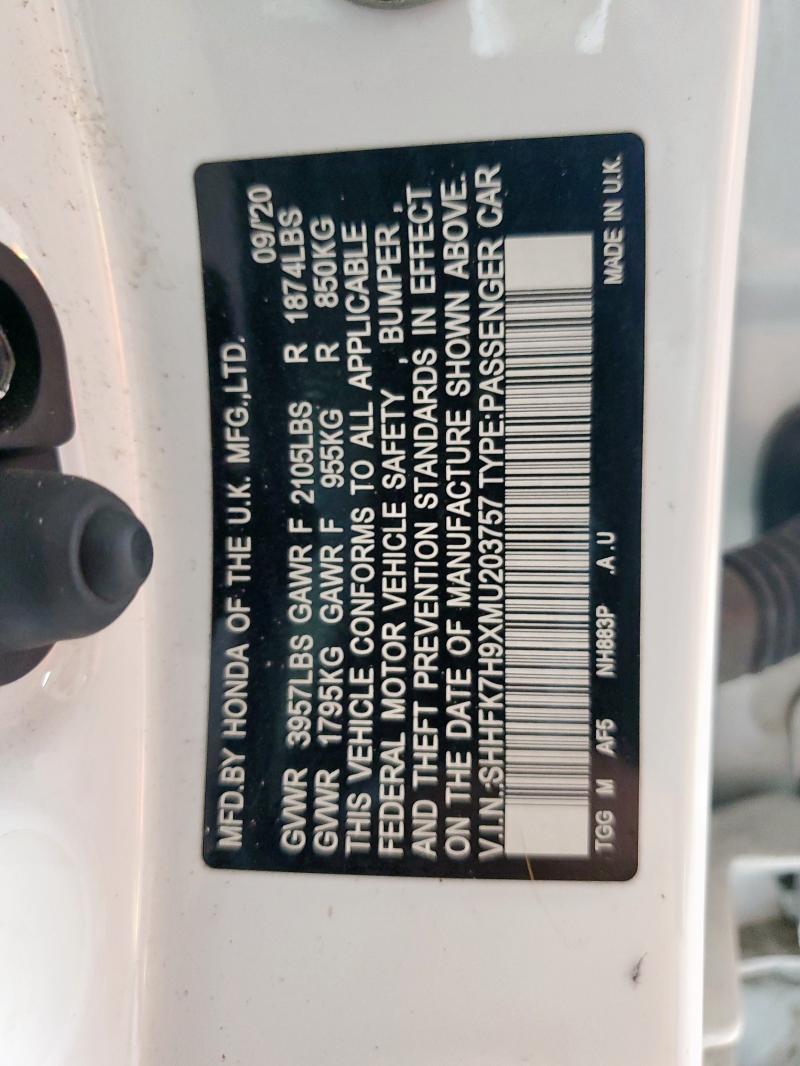 MFD.BY HONDA OF THE U.K. MFG.,LTD. 09/'20
GVWR 3957LBS GAWR F 2105LBS R 1874LBS
GVWR 1795KG GAWR F 955KG R 850KG
THIS VEHICLE CONFORMS TO ALL APPLICABLE
FEDERAL MOTOR VEHICLE SAFETY , BUMPER ,
AND THEFT PREVENTION STANDARDS IN EFFECT
ON THE DATE OF MANUFACTURE SHOWN ABOVE.
V.I.N.:SHHFK7H9XMU203757 TYPE:PASSENGER CAR
TGG M AF5 NH883P .A.U MADE IN U.K.